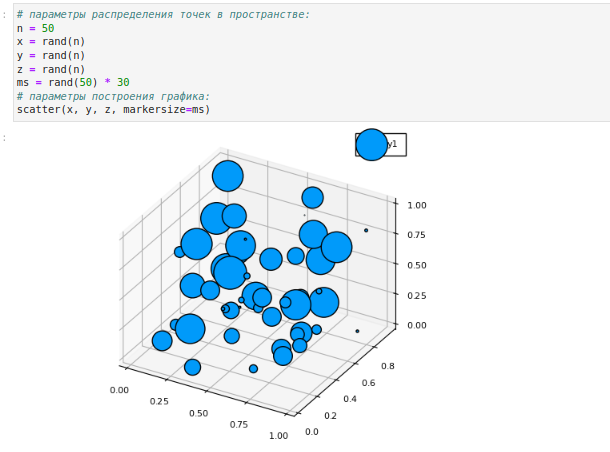 :
# параметры распределения точек в пространстве:
n = 50
x = rand(n)
y = rand(n)
z = rand(n)
ms = rand(50) * 30
# параметры построения графика:
scatter(x, y, z, markersize=ms)
:
y1
1.00
0.75
0.50
0.25
0.00
0.8
0.6
0.4
0.2
0.0
0.00
0.25
0.50
0.75
1.00